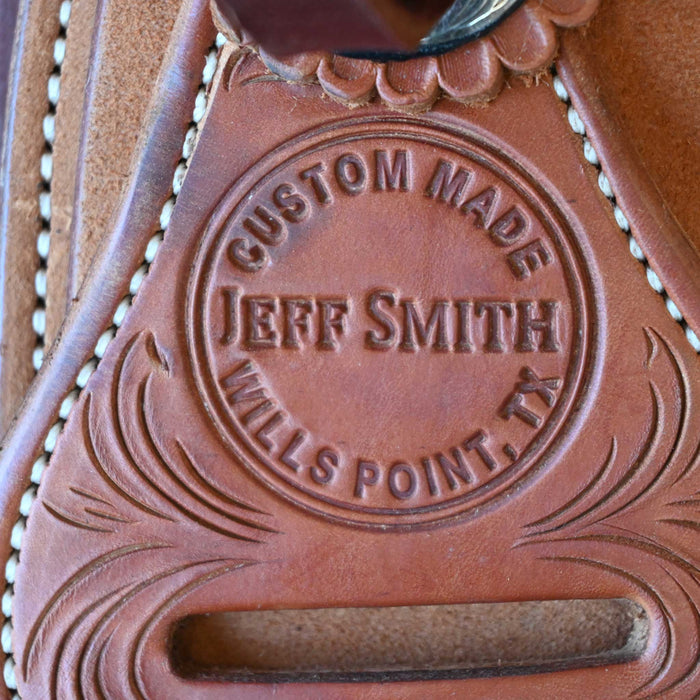 CUSTOM MADE
JEFF SMITH
WILLS POINT, TX